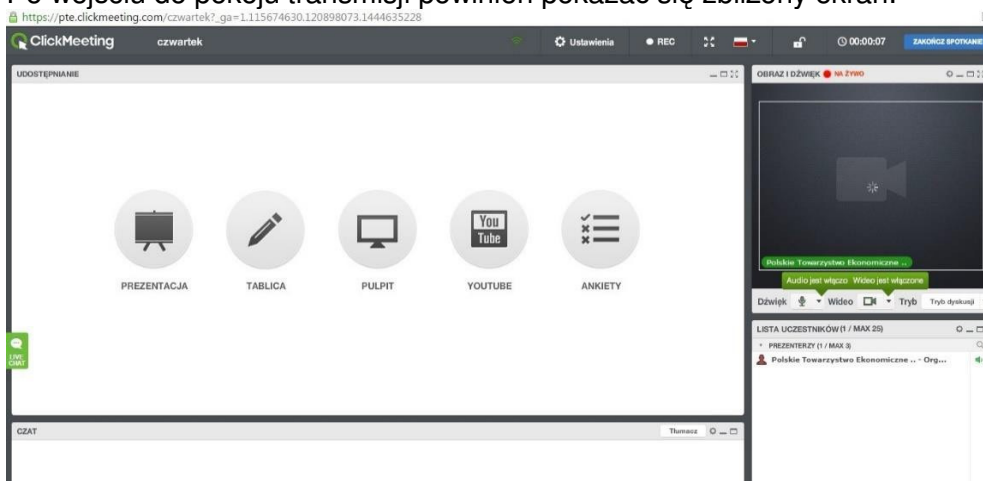 Po wejściu do pokoju transmisji powinien pokazać się zbliżony ekran:
https://pte.clickmeeting.com/czwartek?_ga=1.115674630.120898073.1444635228
ClickMeeting czwartek Ustawienia REC 00:00:07 ZAKOŃCZ SPOTKANIE
UDOSTĘPNIANIE
PREZENTACJA TABLICA PULPIT YOUTUBE ANKIETY
You
Tube
LIVE
CHAT
CZAT Tłumacz
OBRAZ I DŹWIĘK NA ŻYWO
Polskie Towarzystwo Ekonomiczne ..
Audio jest włączo Wideo jest włączone
Dźwięk Wideo Tryb Tryb dyskusji
LISTA UCZESTNIKÓW (1 / MAX 25)
PREZENTERZY (1 / MAX 3)
Polskie Towarzystwo Ekonomiczne .. - Org...